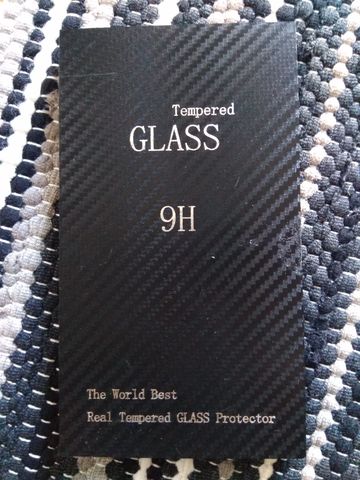 Tempered
GLASS
9H
The World Best
Real Tempered GLASS Protector